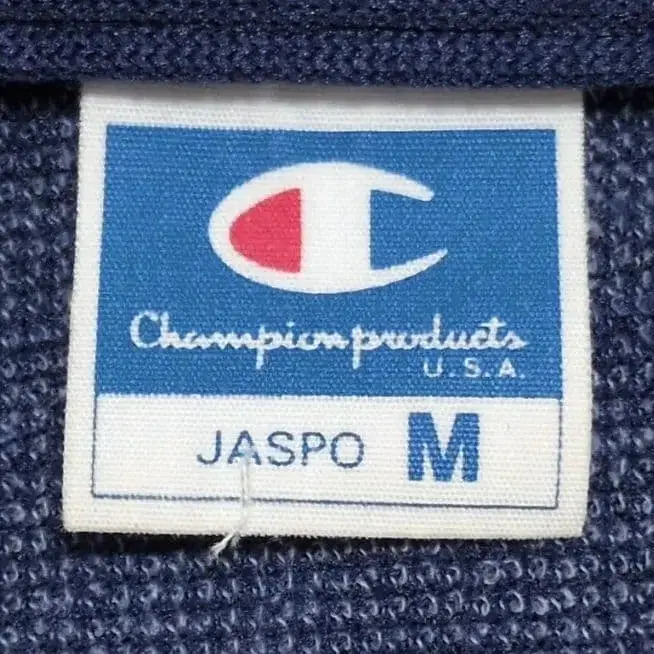 Champion products
U.S.A.
JASPO M